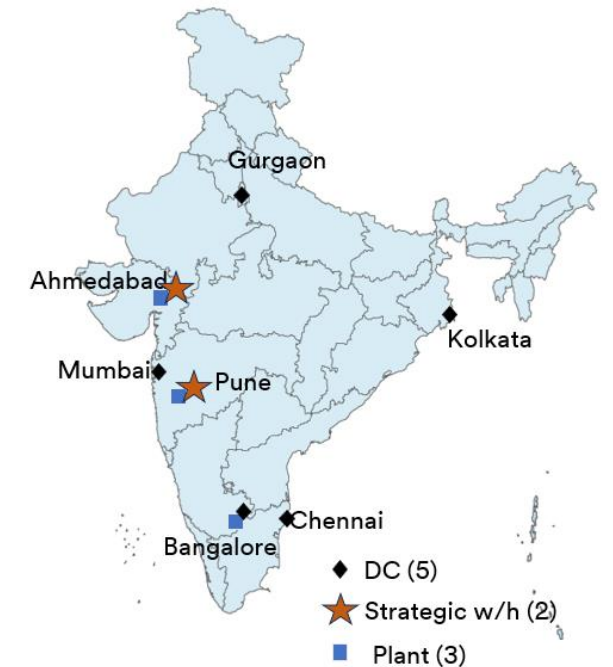 Gurgaon
Ahmedabad
Kolkata
Mumbai
Pune
Chennai
Bangalore
DC (5)
Strategic w/h (2)
Plant (3)